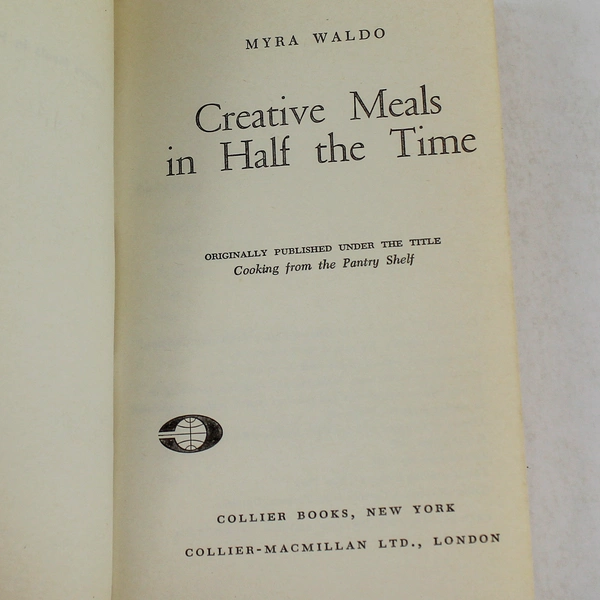 MYRA WALDO
Creative Meals
in Half the Time
ORIGINALLY PUBLISHED UNDER THE TITLE
Cooking from the Pantry Shelf
COLLIER BOOKS, NEW YORK
COLLIER-MACMILLAN LTD., LONDON